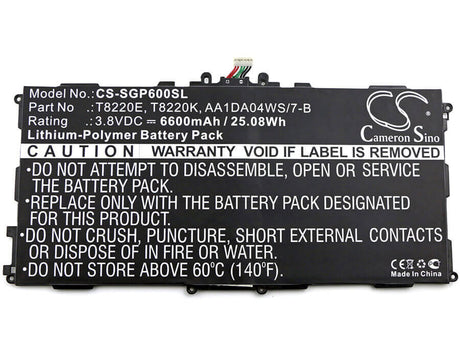 Model No.: CS-SGP600SL
Part No : T8220E, T8220K, AA1DA04WS/7-B
Rating : 3.8VDC ⎓ 6600mAh / 25.08Wh
Lithium-Polymer Battery Pack
CS
Cameron Sino
WARNING: WARRANTY VOID IF LABEL IS REMOVED
•DO NOT ATTEMPT TO DISASSEMBLE, OPEN OR SERVICE
THE BATTERY
•REPLACE ONLY WITH THE BATTERY PACK DESIGNATED
FOR THIS PRODUCT
•DO NOT CRUSH, PUNCTURE, SHORT EXTERNAL CONTACTS
OR DISPOSE OF IN FIRE OR WATER
•DO NOT STORE ABOVE 60°C (140°F)
CE
Made In China